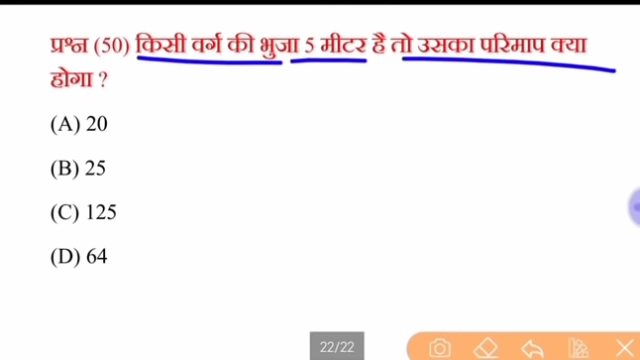 प्रश्न (50) किसी वर्ग की भुजा 5 मीटर है तो उसका परिमाप क्या
होगा ?
(A) 20
(B) 25
(C) 125
(D) 64
22/22